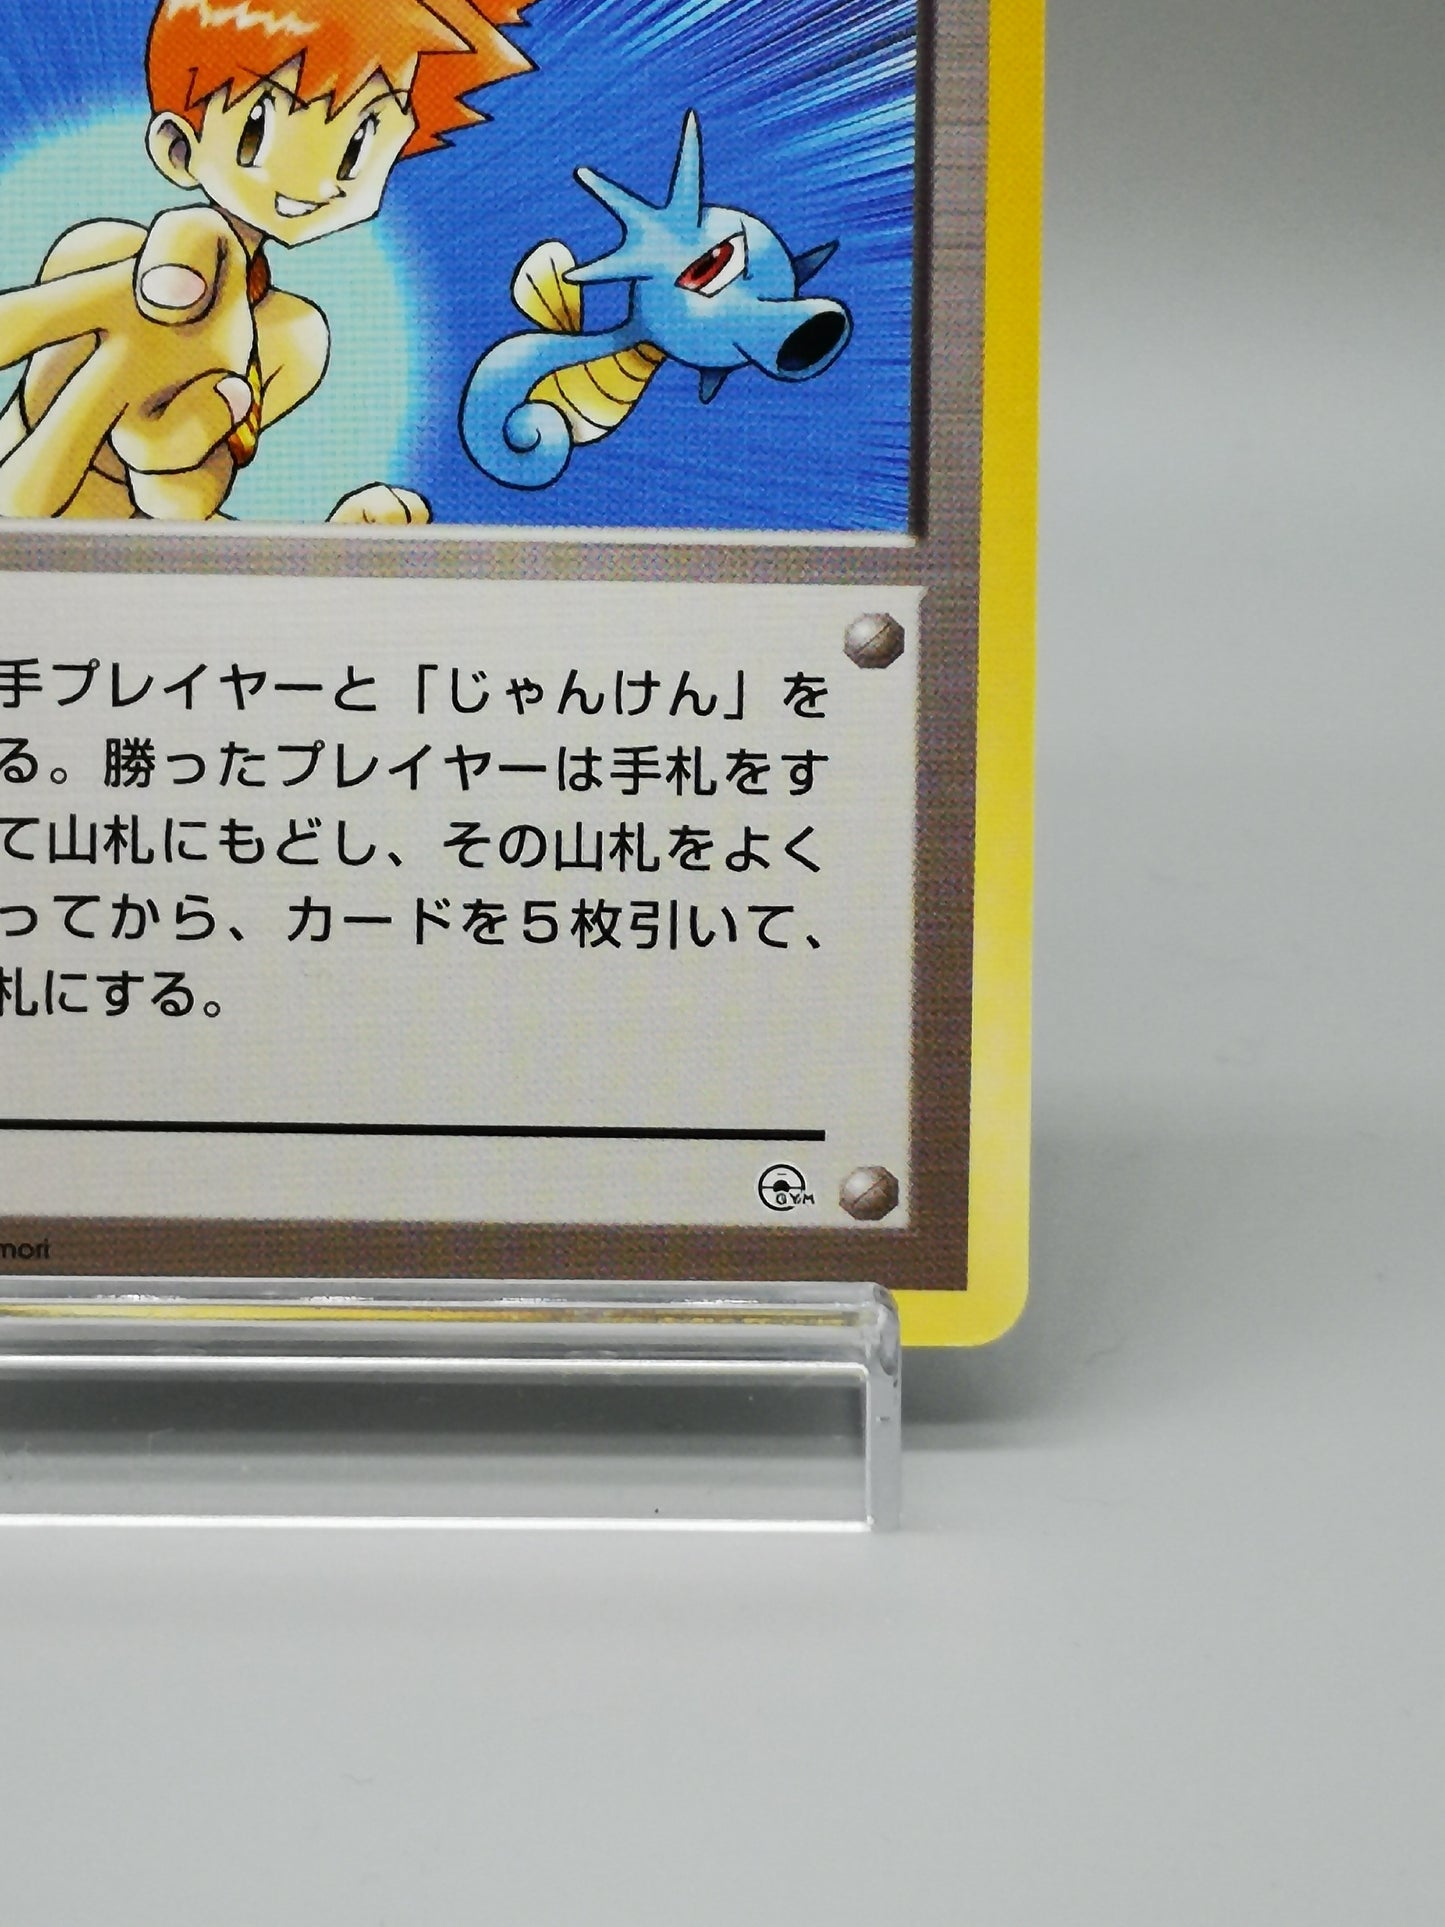 手プレイヤーと「じゃんけん」を
る。勝ったプレイヤーは手札をす
て山札にもどし、その山札をよく
ってから、カードを5枚引いて、
札にする。
GYM
mori